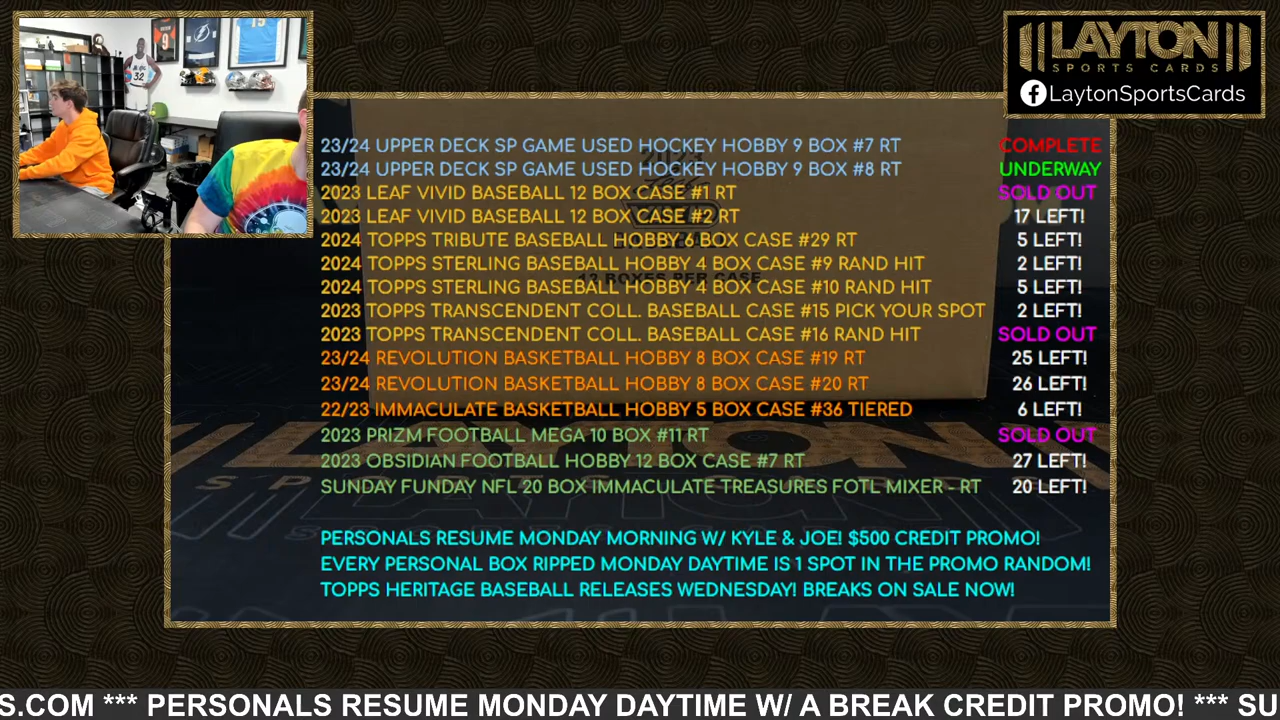 LAYTON
SPORTS CARDS
LaytonSportsCards
32
23/24 UPPER DECK SP GAME USED HOCKEY HOBBY 9 BOX #7 RT COMPLETE
23/24 UPPER DECK SP GAME USED HOCKEY HOBBY 9 BOX #8 RT UNDERWAY
2023 LEAF VIVID BASEBALL 12 BOX CASE #1 RT SOLD OUT
2023 LEAF VIVID BASEBALL 12 BOX CASE #2 RT 17 LEFT!
2024 TOPPS TRIBUTE BASEBALL HOBBY 6 BOX CASE #29 RT 5 LEFT!
2024 TOPPS STERLING BASEBALL HOBBY 4 BOX CASE #9 RAND HIT 2 LEFT!
2024 TOPPS STERLING BASEBALL HOBBY 4 BOX CASE #10 RAND HIT 5 LEFT!
2023 TOPPS TRANSCENDENT COLL. BASEBALL CASE #15 PICK YOUR SPOT 2 LEFT!
2023 TOPPS TRANSCENDENT COLL. BASEBALL CASE #16 RAND HIT SOLD OUT
23/24 REVOLUTION BASKETBALL HOBBY 8 BOX CASE #19 RT 25 LEFT!
23/24 REVOLUTION BASKETBALL HOBBY 8 BOX CASE #20 RT 26 LEFT!
22/23 IMMACULATE BASKETBALL HOBBY 5 BOX CASE #36 TIERED 6 LEFT!
2023 PRIZM FOOTBALL MEGA 10 BOX #11 RT SOLD OUT
2023 OBSIDIAN FOOTBALL HOBBY 12 BOX CASE #7 RT 27 LEFT!
SUNDAY FUNDAY NFL 20 BOX IMMACULATE TREASURES FOTL MIXER - RT 20 LEFT!
PERSONALS RESUME MONDAY MORNING W/ KYLE & JOE! $500 CREDIT PROMO!
EVERY PERSONAL BOX RIPPED MONDAY DAYTIME IS 1 SPOT IN THE PROMO RANDOM!
TOPPS HERITAGE BASEBALL RELEASES WEDNESDAY! BREAKS ON SALE NOW!
S.COM *** PERSONALS RESUME MONDAY DAYTIME W/ A BREAK CREDIT PROMO! *** SU